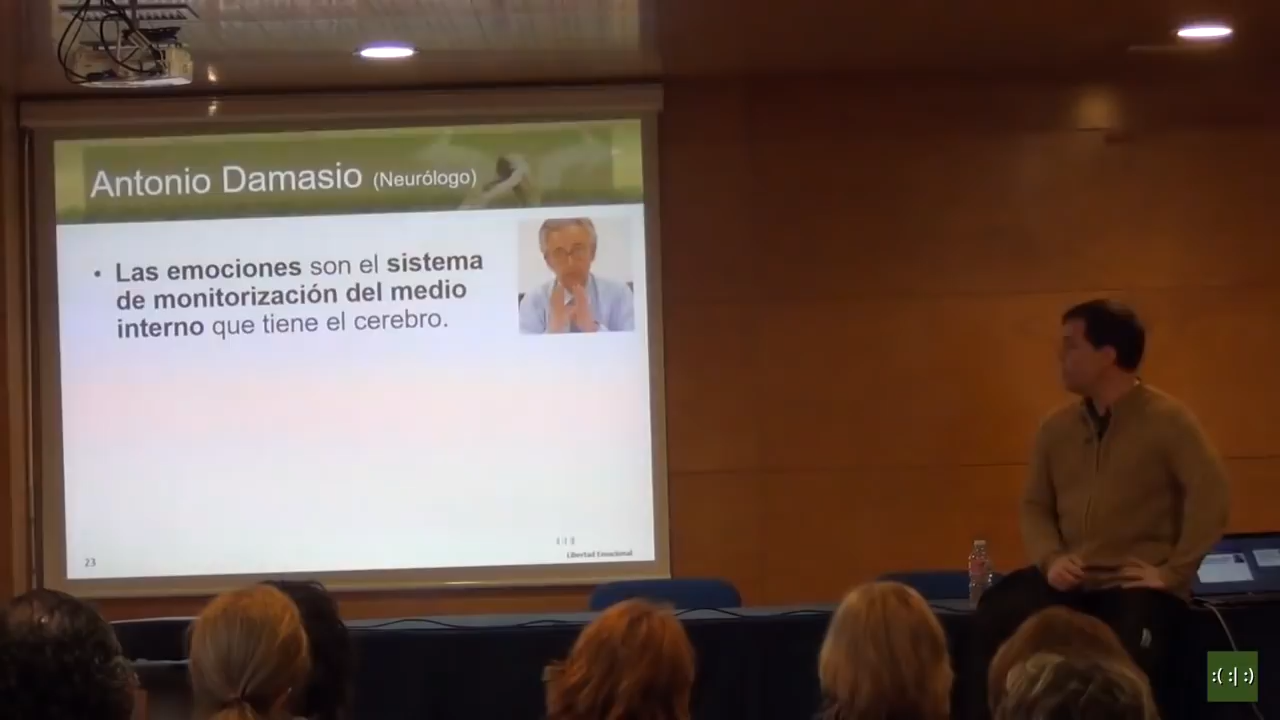 Antonio Damasio (Neurólogo)
• Las emociones son el sistema
de monitorización del medio
interno que tiene el cerebro.
23
Libertad Emocional
:( :| :)